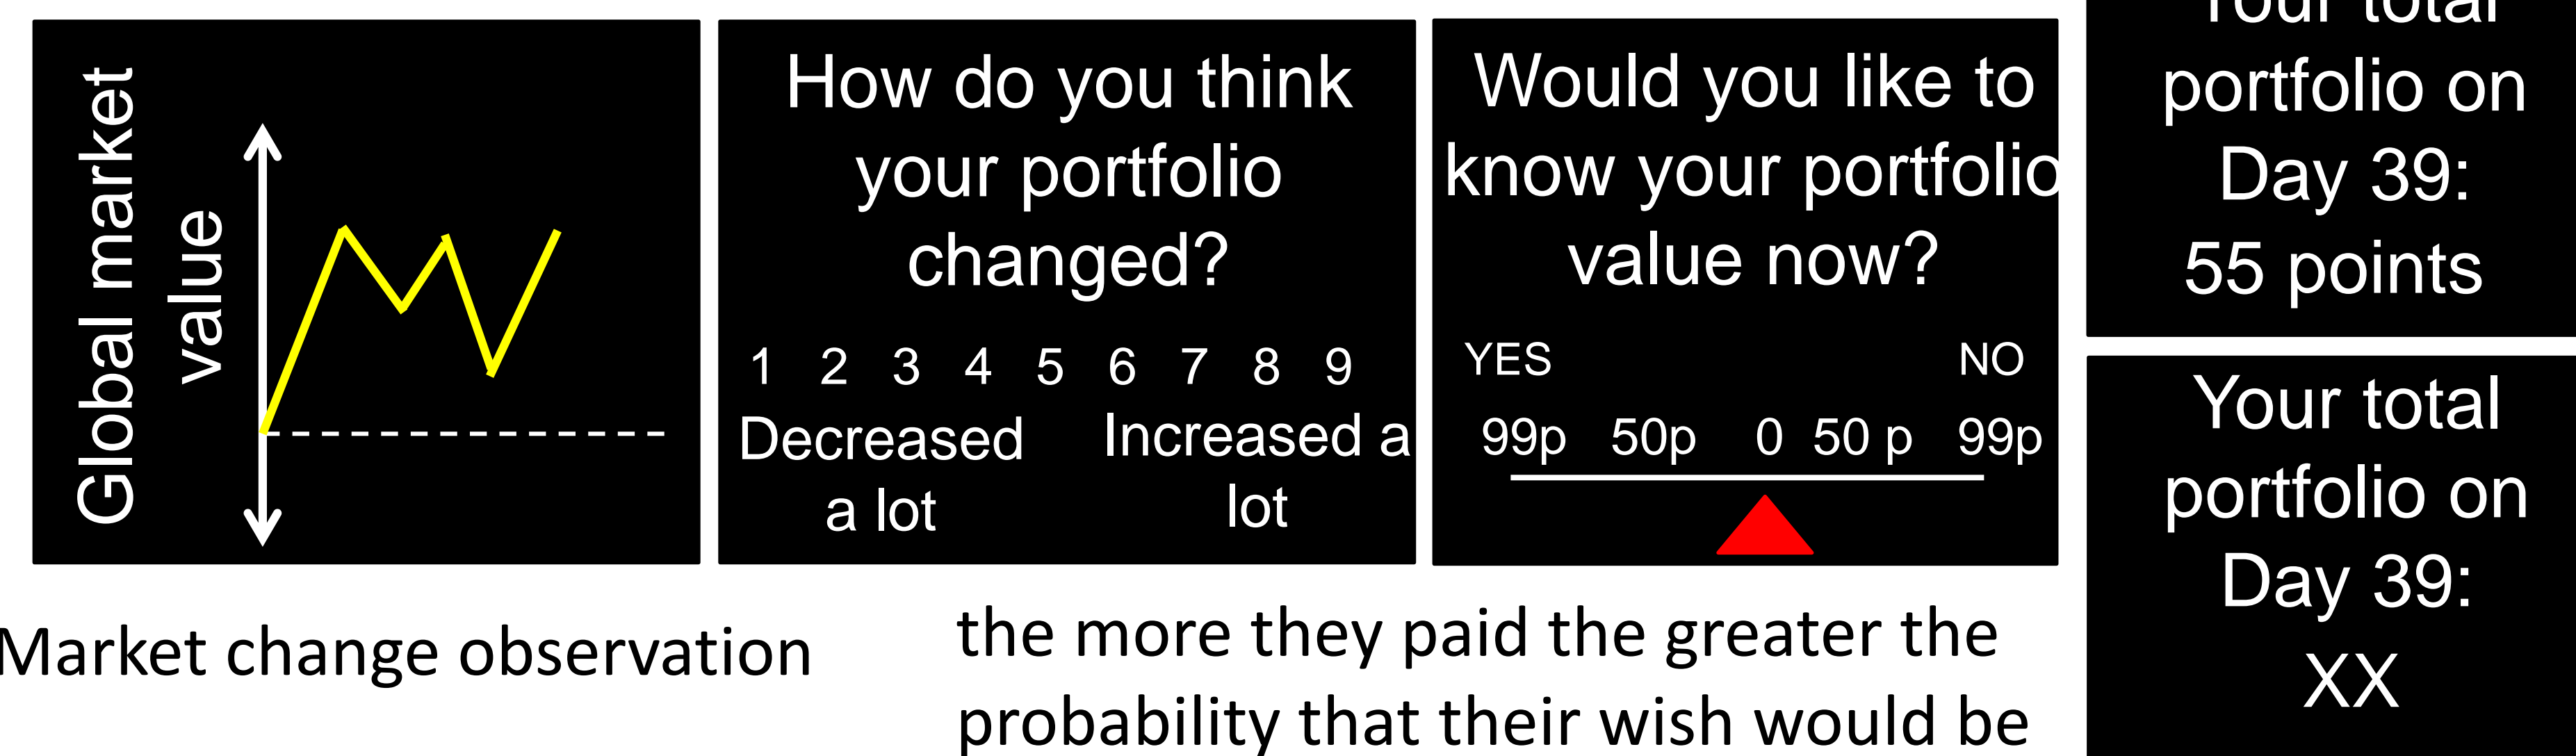 Global market
value
How do you think
your portfolio
changed?
1 2 3 4 5 6 7 8 9
Decreased
a lot
Increased a
lot
Would you like to
know your portfolio
value now?
YES NO
99p 50p 0 50 p 99p
Your total
portfolio on
Day 39:
55 points
Your total
portfolio on
Day 39:
XX
Market change observation
the more they paid the greater the
probability that their wish would be